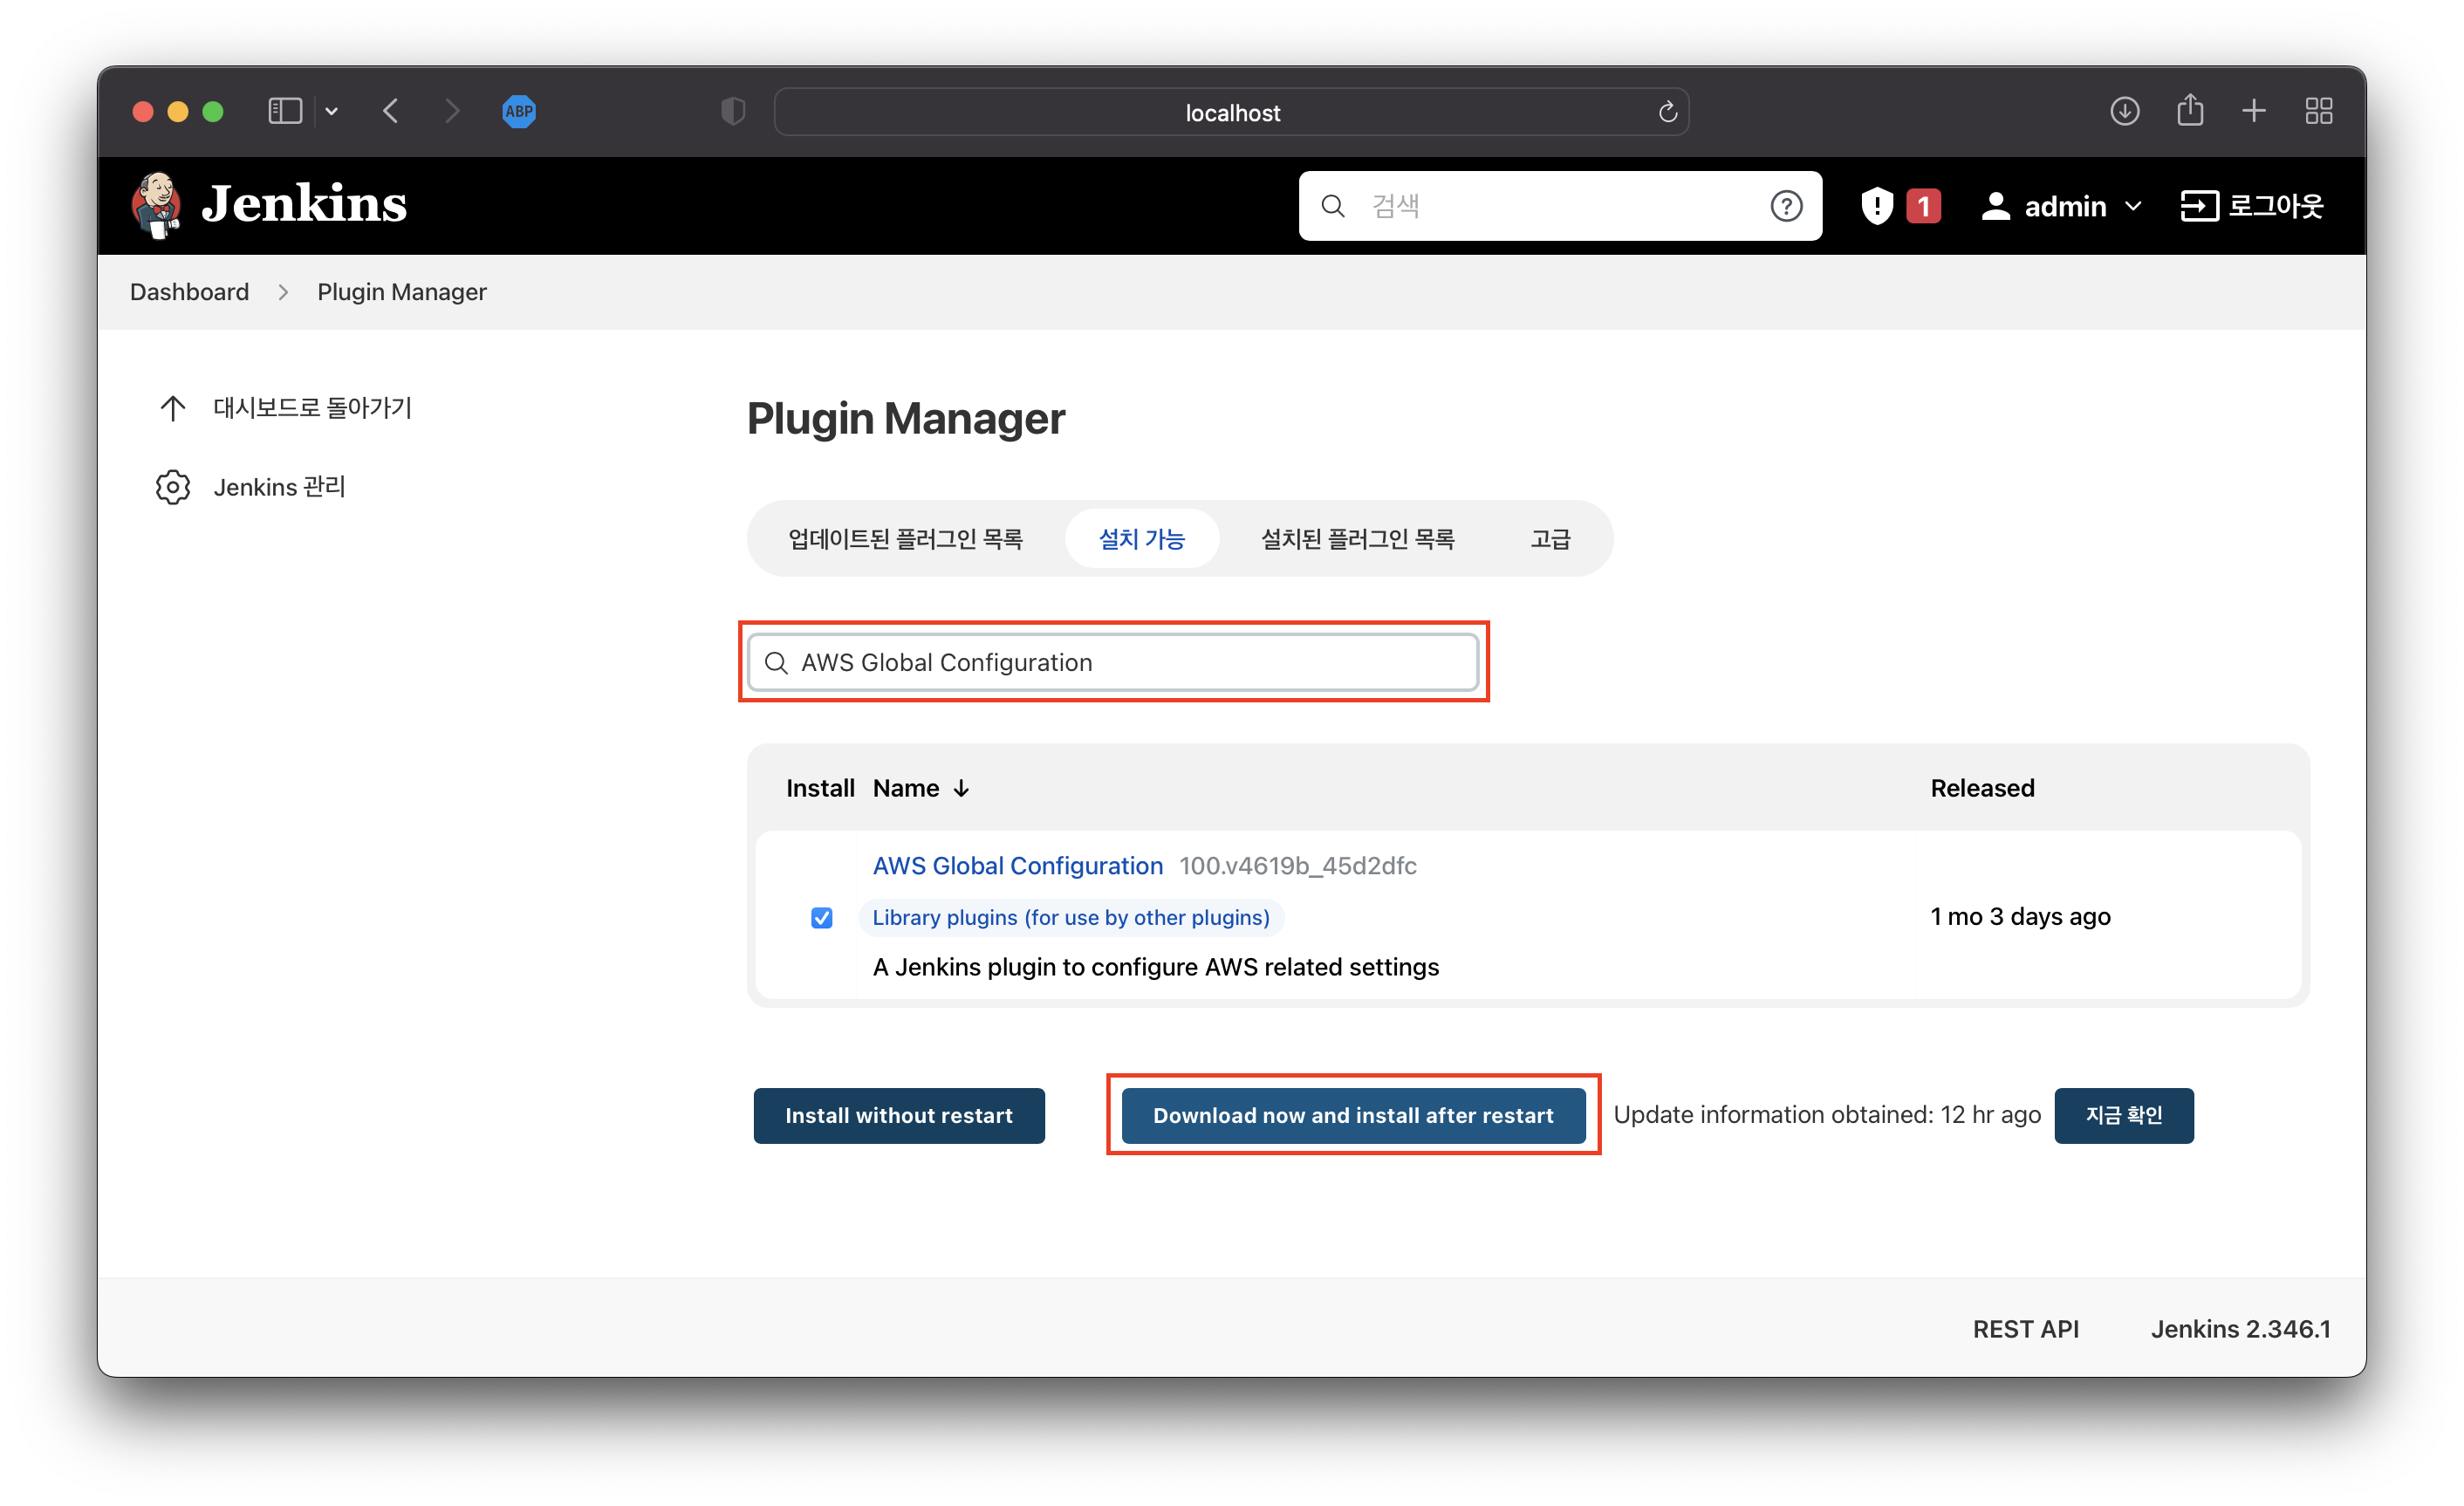 ABP
localhost
Jenkins
검색
1
admin
로그아웃
Dashboard
Plugin Manager
대시보드로 돌아가기
Jenkins 관리
Plugin Manager
업데이트된 플러그인 목록
설치 가능
설치된 플러그인 목록
고급
AWS Global Configuration
Install Name ↓ Released
AWS Global Configuration 100.v4619b_45d2dfc
Library plugins (for use by other plugins)
1 mo 3 days ago
A Jenkins plugin to configure AWS related settings
Install without restart
Download now and install after restart
Update information obtained: 12 hr ago
지금 확인
REST API
Jenkins 2.346.1